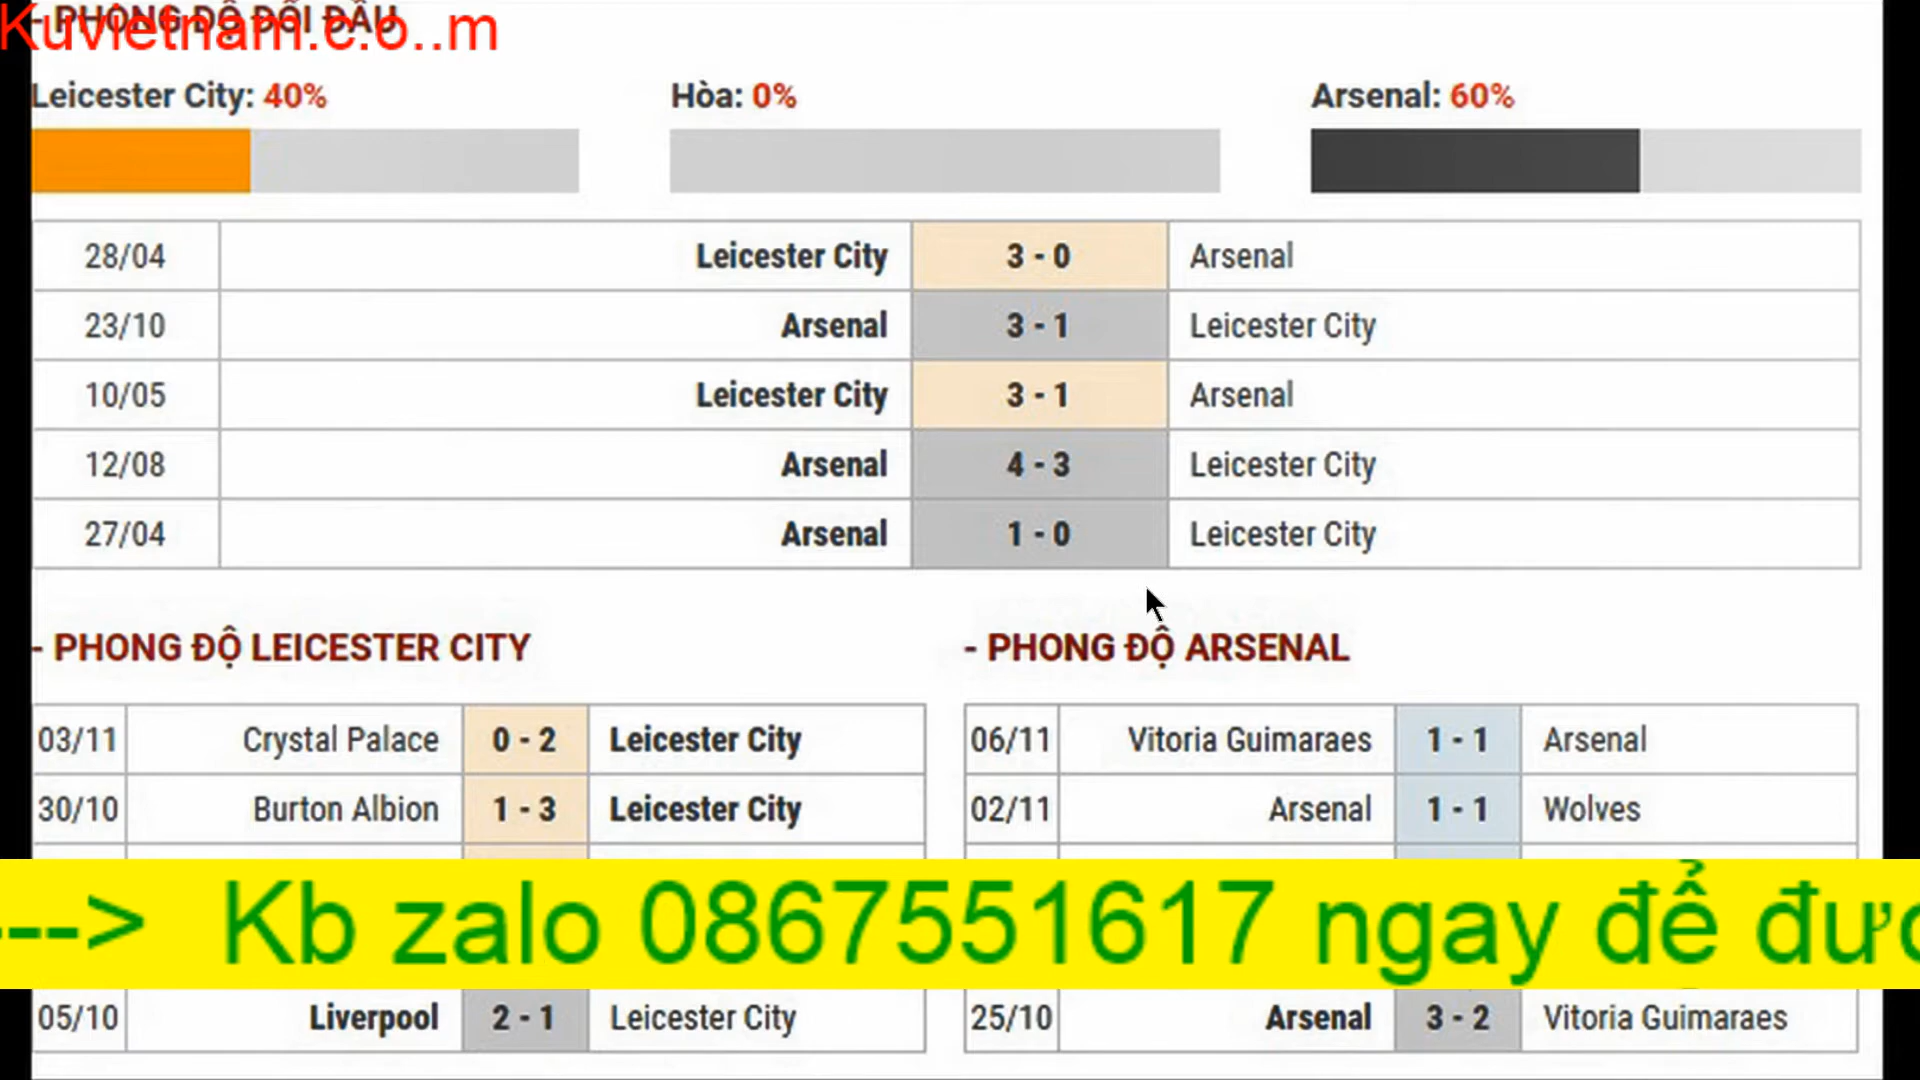 - PHONG ĐỘ ĐỐI ĐẦU
Kuvietnam.c.o..m
Leicester City: 40%
Hòa: 0%
Arsenal: 60%
28/04 Leicester City 3 - 0 Arsenal
23/10 Arsenal 3 - 1 Leicester City
10/05 Leicester City 3 - 1 Arsenal
12/08 Arsenal 4 - 3 Leicester City
27/04 Arsenal 1 - 0 Leicester City
- PHONG ĐỘ LEICESTER CITY
03/11 Crystal Palace 0 - 2 Leicester City
30/10 Burton Albion 1 - 3 Leicester City
- PHONG ĐỘ ARSENAL
06/11 Vitoria Guimaraes 1 - 1 Arsenal
02/11 Arsenal 1 - 1 Wolves
---> Kb zalo 0867551617 ngay để
05/10 Liverpool 2 - 1 Leicester City
25/10 Arsenal 3 - 2 Vitoria Guimaraes